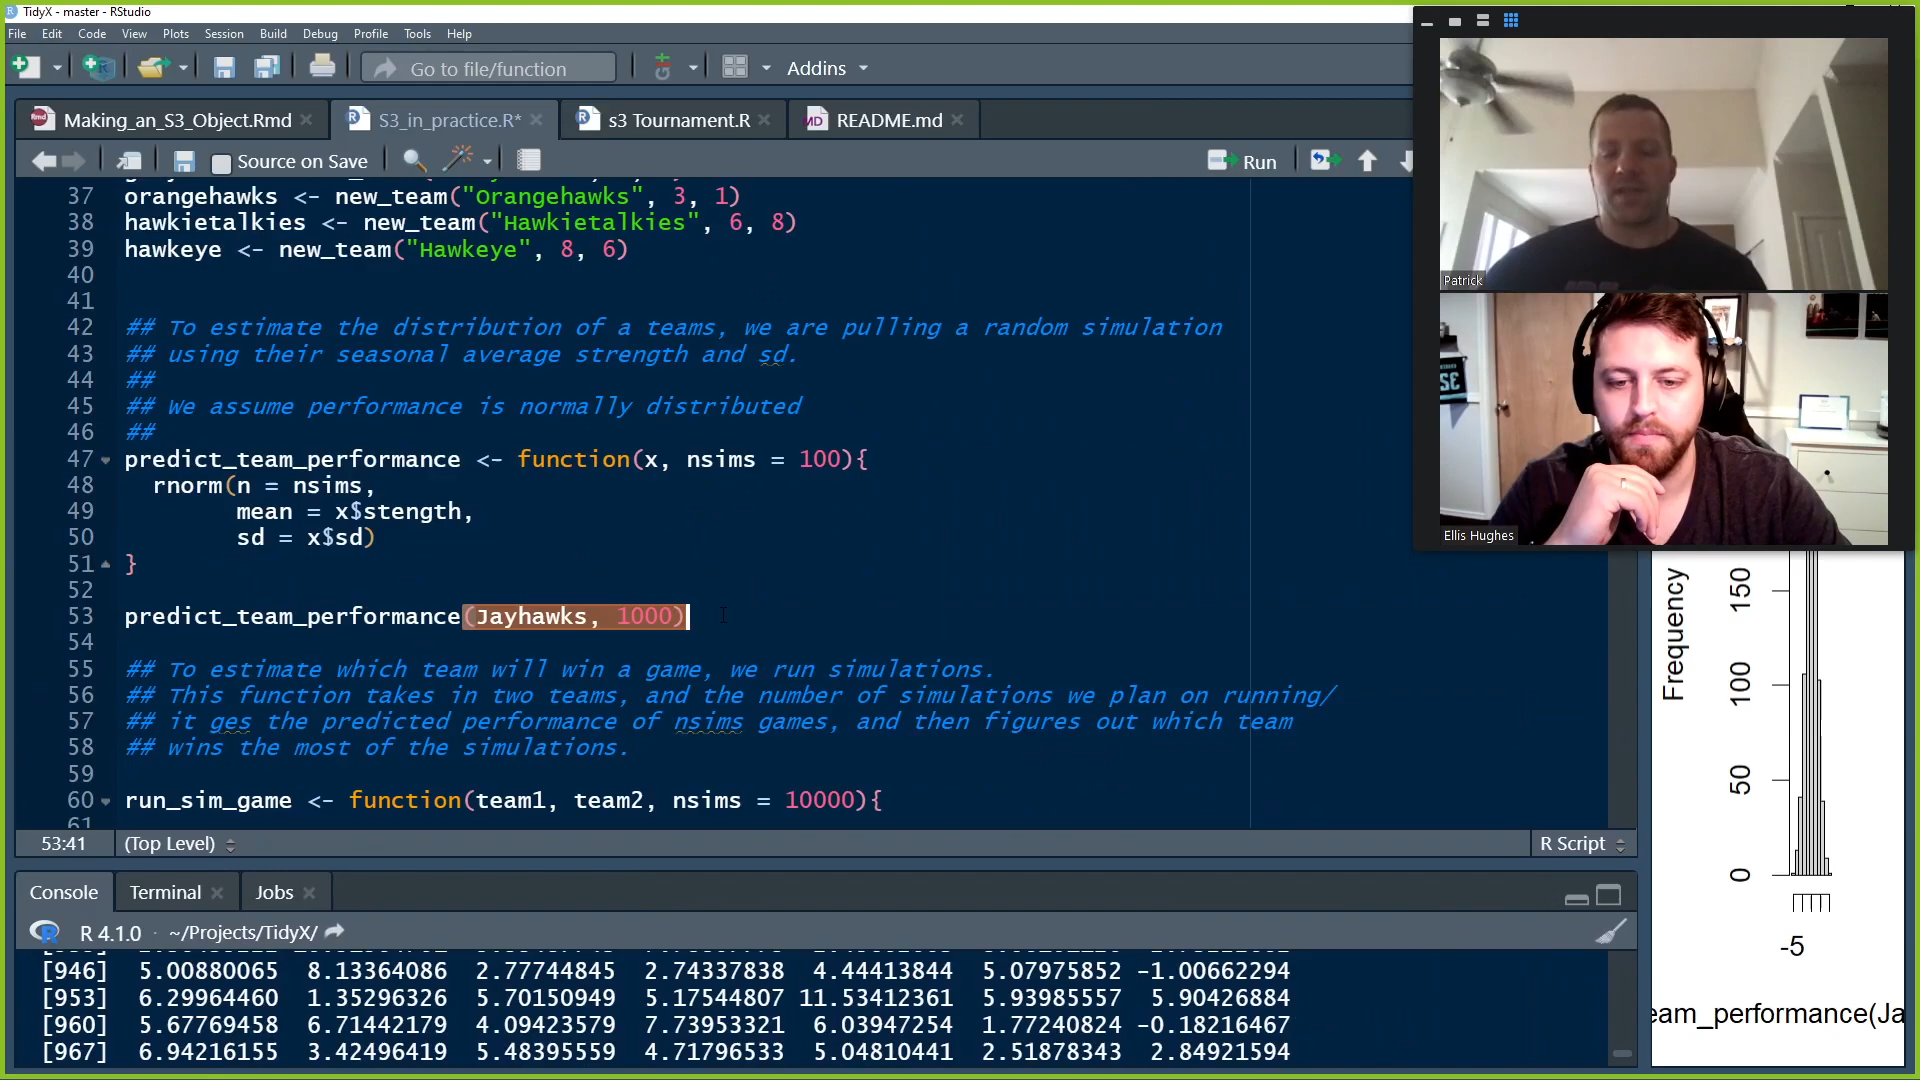 TidyX - master - RStudio
File Edit Code View Plots Session Build Debug Profile Tools Help
Go to file/function Addins
Making_an_S3_Object.Rmd S3_in_practice.R* s3 Tournament.R README.md
Source on Save Run
37 orangehawks <- new_team("Orangehawks", 3, 1)
38 hawkietalkies <- new_team("Hawkietalkies", 6, 8)
39 hawkeye <- new_team("Hawkeye", 8, 6)
40
41
42 ## To estimate the distribution of a teams, we are pulling a random simulation
43 ## using their seasonal average strength and sd.
44 ##
45 ## We assume performance is normally distributed
46 ##
47 predict_team_performance <- function(x, nsims = 100){
48 rnorm(n = nsims,
49 mean = x$stength,
50 sd = x$sd)
51 }
52
53 predict_team_performance(Jayhawks, 1000)
54
55 ## To estimate which team will win a game, we run simulations.
56 ## This function takes in two teams, and the number of simulations we plan on running/
57 ## it ges the predicted performance of nsims games, and then figures out which team
58 ## wins the most of the simulations.
59
60 run_sim_game <- function(team1, team2, nsims = 10000){
61
53:41 (Top Level) R Script
Console Terminal Jobs
R 4.1.0 · ~/Projects/TidyX/
[946] 5.00880065 8.13364086 2.77744845 2.74337838 4.44413844 5.07975852 -1.00662294
[953] 6.29964460 1.35296326 5.70150949 5.17544807 11.53412361 5.93985557 5.90426884
[960] 5.67769458 6.71442179 4.09423579 7.73953321 6.03947254 1.77240824 -0.18216467
[967] 6.94216155 3.42496419 5.48395559 4.71796533 5.04810441 2.51878343 2.84921594
Patrick
Ellis Hughes
Frequency
150
100
50
0
-5
eam_performance(Ja